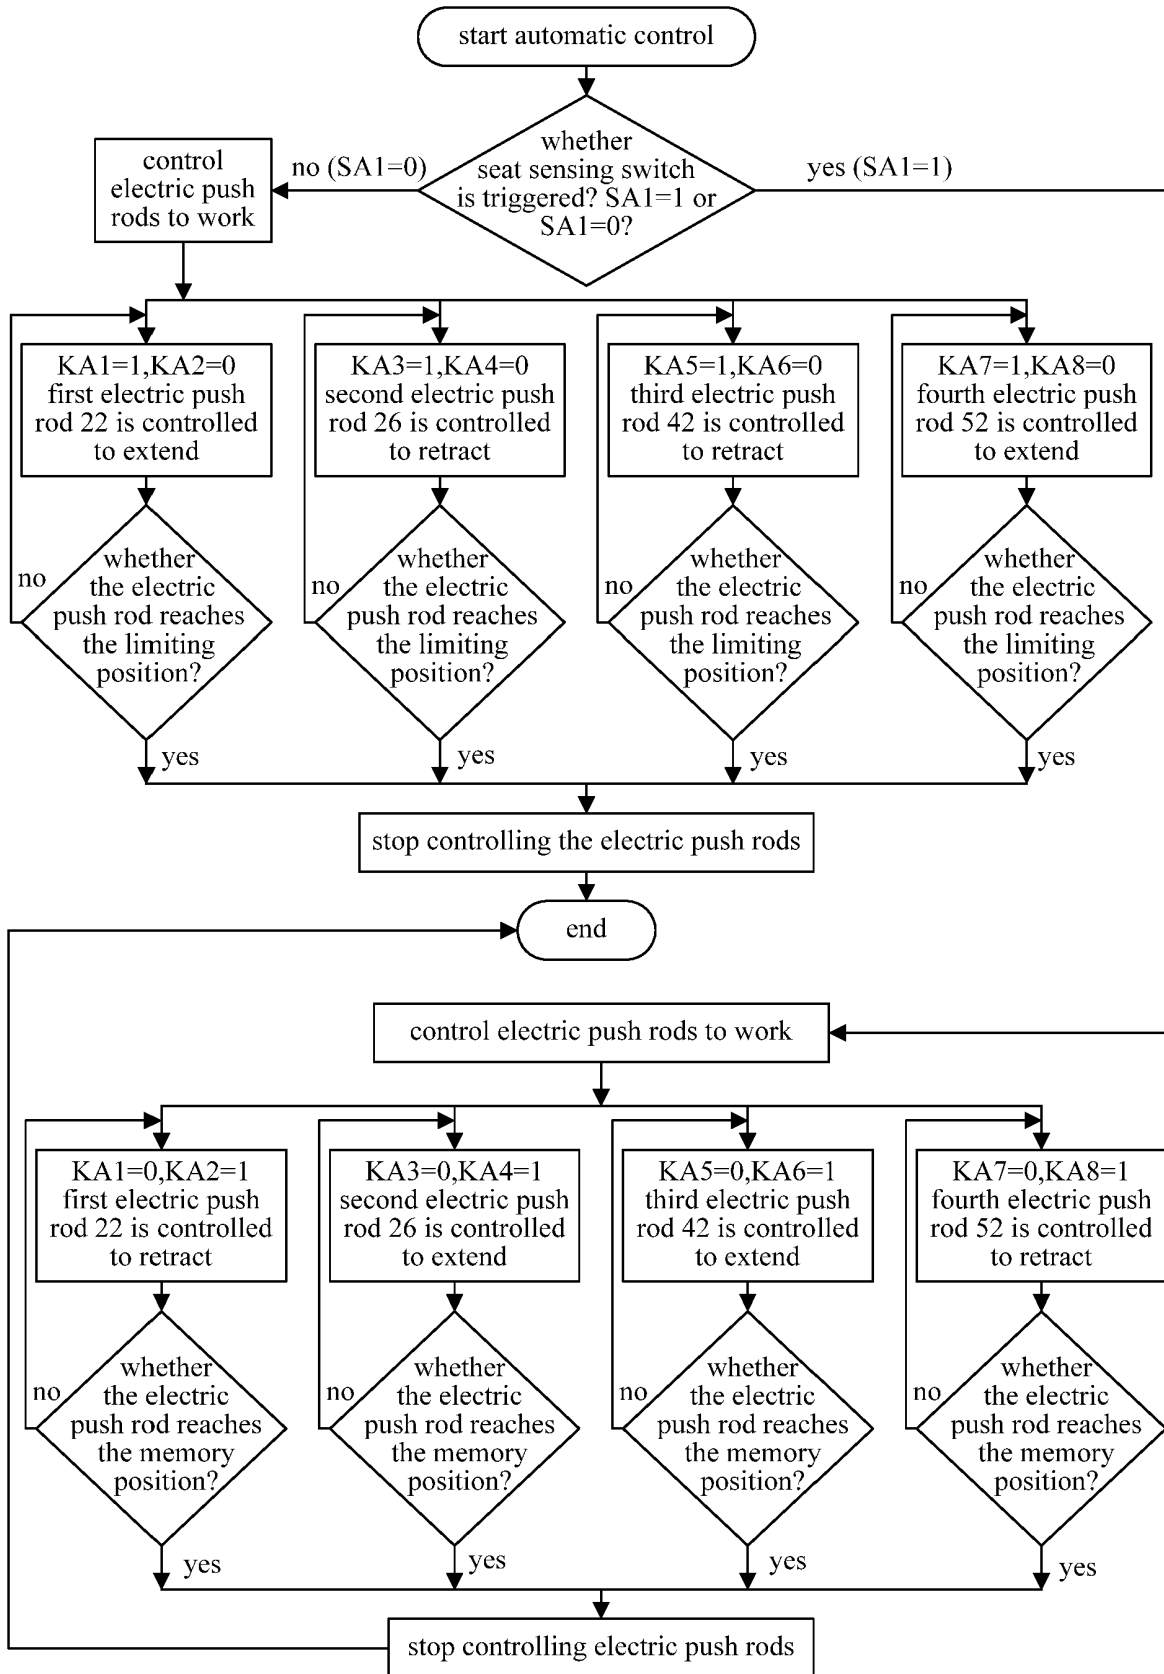 start automatic control
whether
seat sensing switch
is triggered? SA1=1 or
SA1=0?
no (SA1=0)
yes (SA1=1)
control
electric push
rods to work
KA1=1,KA2=0
first electric push
rod 22 is controlled
to extend
KA3=1,KA4=0
second electric push
rod 26 is controlled
to retract
KA5=1,KA6=0
third electric push
rod 42 is controlled
to retract
KA7=1,KA8=0
fourth electric push
rod 52 is controlled
to extend
whether
the electric
push rod reaches
the limiting
position?
no
yes
whether
the electric
push rod reaches
the limiting
position?
no
yes
whether
the electric
push rod reaches
the limiting
position?
no
yes
whether
the electric
push rod reaches
the limiting
position?
no
yes
stop controlling the electric push rods
end
control electric push rods to work
KA1=0,KA2=1
first electric push
rod 22 is controlled
to retract
KA3=0,KA4=1
second electric push
rod 26 is controlled
to extend
KA5=0,KA6=1
third electric push
rod 42 is controlled
to extend
KA7=0,KA8=1
fourth electric push
rod 52 is controlled
to retract
whether
the electric
push rod reaches
the memory
position?
no
yes
whether
the electric
push rod reaches
the memory
position?
no
yes
whether
the electric
push rod reaches
the memory
position?
no
yes
whether
the electric
push rod reaches
the memory
position?
no
yes
stop controlling electric push rods